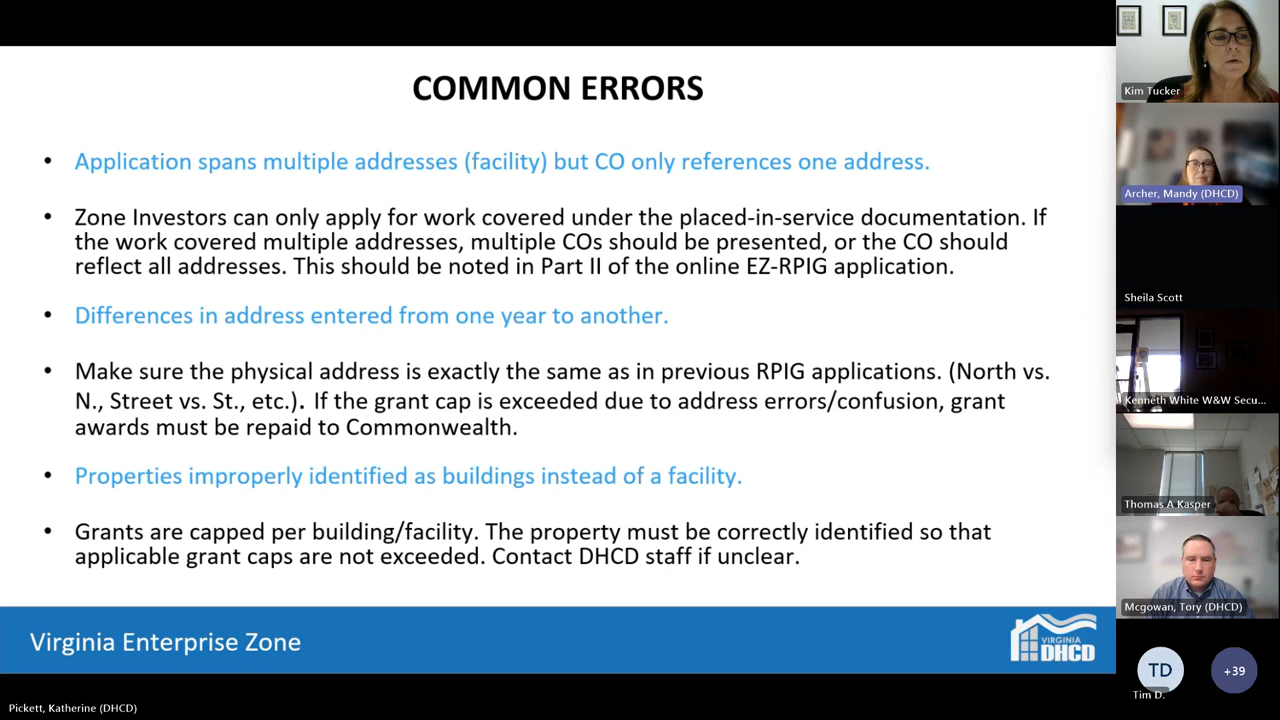 COMMON ERRORS
• Application spans multiple addresses (facility) but CO only references one address.
• Zone Investors can only apply for work covered under the placed-in-service documentation. If
the work covered multiple addresses, multiple COs should be presented, or the CO should
reflect all addresses. This should be noted in Part II of the online EZ-RPIG application.
• Differences in address entered from one year to another.
• Make sure the physical address is exactly the same as in previous RPIG applications. (North vs.
N., Street vs. St., etc.). If the grant cap is exceeded due to address errors/confusion, grant
awards must be repaid to Commonwealth.
• Properties improperly identified as buildings instead of a facility.
• Grants are capped per building/facility. The property must be correctly identified so that
applicable grant caps are not exceeded. Contact DHCD staff if unclear.
Virginia Enterprise Zone
VIRGINIA
DHCD
Pickett, Katherine (DHCD)
Kim Tucker
Archer, Mandy (DHCD)
Sheila Scott
Kenneth White W&W Secu...
Thomas A Kasper
Mcgowan, Tory (DHCD)
TD
Tim D.
+39